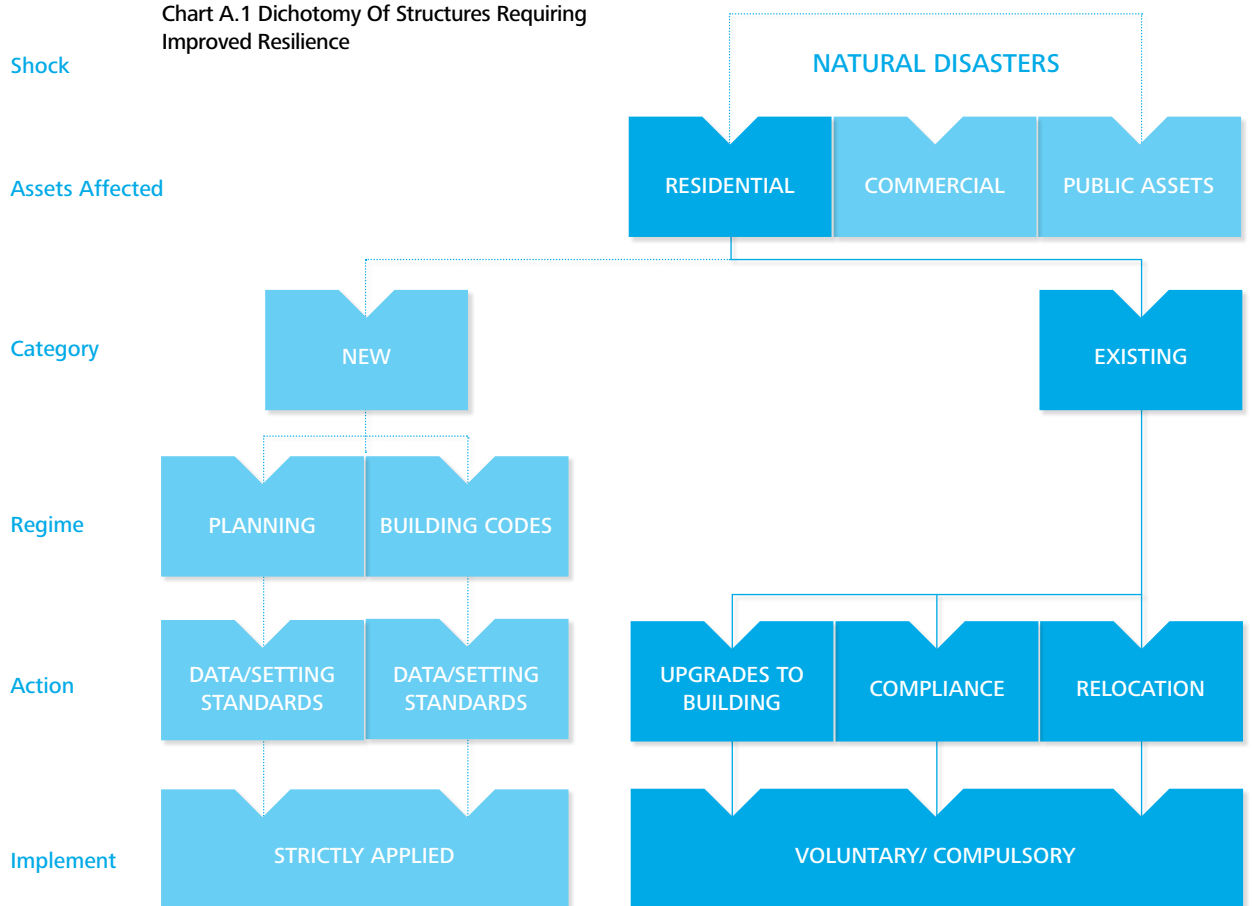 Chart A.1 Dichotomy Of Structures Requiring
Improved Resilience
Shock
NATURAL DISASTERS
Assets Affected
RESIDENTIAL
COMMERCIAL
PUBLIC ASSETS
Category
NEW
EXISTING
Regime
PLANNING
BUILDING CODES
Action
DATA/SETTING
STANDARDS
DATA/SETTING
STANDARDS
UPGRADES TO
BUILDING
COMPLIANCE
RELOCATION
Implement
STRICTLY APPLIED
VOLUNTARY/ COMPULSORY